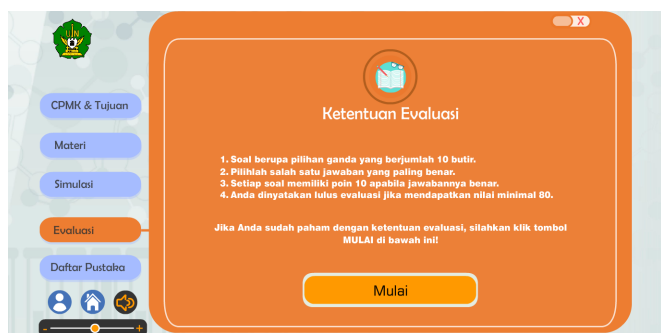 X
CPMK & Tujuan
Materi
Simulasi
Evaluasi
Daftar Pustaka
- +
Ketentuan Evaluasi
1. Soal berupa pilihan ganda yang berjumlah 10 butir.
2. Pilihlah salah satu jawaban yang paling benar.
3. Setiap soal memiliki poin 10 apabila jawabannya benar.
4. Anda dinyatakan lulus evaluasi jika mendapatkan nilai minimal 80.
Jika Anda sudah paham dengan ketentuan evaluasi, silahkan klik tombol
MULAI di bawah ini!
Mulai